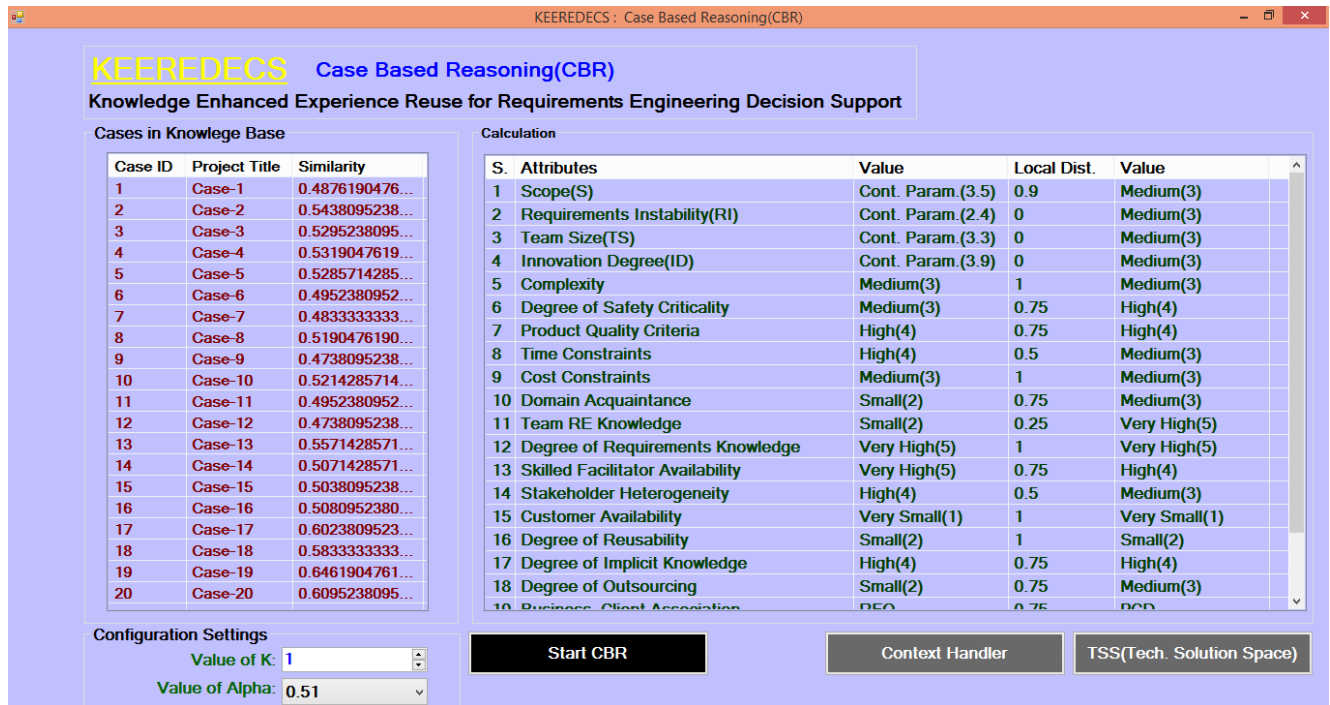 KEEREDECS : Case Based Reasoning(CBR)
KEEREDECS Case Based Reasoning(CBR)
Knowledge Enhanced Experience Reuse for Requirements Engineering Decision Support
Cases in Knowlege Base
Case ID Project Title Similarity
1 Case-1 0.4876190476...
2 Case-2 0.5438095238...
3 Case-3 0.5295238095...
4 Case-4 0.5319047619...
5 Case-5 0.5285714285...
6 Case-6 0.4952380952...
7 Case-7 0.4833333333...
8 Case-8 0.5190476190...
9 Case-9 0.4738095238...
10 Case-10 0.5214285714...
11 Case-11 0.4952380952...
12 Case-12 0.4738095238...
13 Case-13 0.5571428571...
14 Case-14 0.5071428571...
15 Case-15 0.5038095238...
16 Case-16 0.5080952380...
17 Case-17 0.6023809523...
18 Case-18 0.5833333333...
19 Case-19 0.6461904761...
20 Case-20 0.6095238095...
Calculation
S. Attributes Value Local Dist. Value
1 Scope(S) Cont. Param.(3.5) 0.9 Medium(3)
2 Requirements Instability(RI) Cont. Param.(2.4) 0 Medium(3)
3 Team Size(TS) Cont. Param.(3.3) 0 Medium(3)
4 Innovation Degree(ID) Cont. Param.(3.9) 0 Medium(3)
5 Complexity Medium(3) 1 Medium(3)
6 Degree of Safety Criticality Medium(3) 0.75 High(4)
7 Product Quality Criteria High(4) 0.75 High(4)
8 Time Constraints High(4) 0.5 Medium(3)
9 Cost Constraints Medium(3) 1 Medium(3)
10 Domain Acquaintance Small(2) 0.75 Medium(3)
11 Team RE Knowledge Small(2) 0.25 Very High(5)
12 Degree of Requirements Knowledge Very High(5) 1 Very High(5)
13 Skilled Facilitator Availability Very High(5) 0.75 High(4)
14 Stakeholder Heterogeneity High(4) 0.5 Medium(3)
15 Customer Availability Very Small(1) 1 Very Small(1)
16 Degree of Reusability Small(2) 1 Small(2)
17 Degree of Implicit Knowledge High(4) 0.75 High(4)
18 Degree of Outsourcing Small(2) 0.75 Medium(3)
19 Business-Client Association 0.75
Configuration Settings
Value of K: 1
Value of Alpha: 0.51
Start CBR
Context Handler
TSS(Tech. Solution Space)